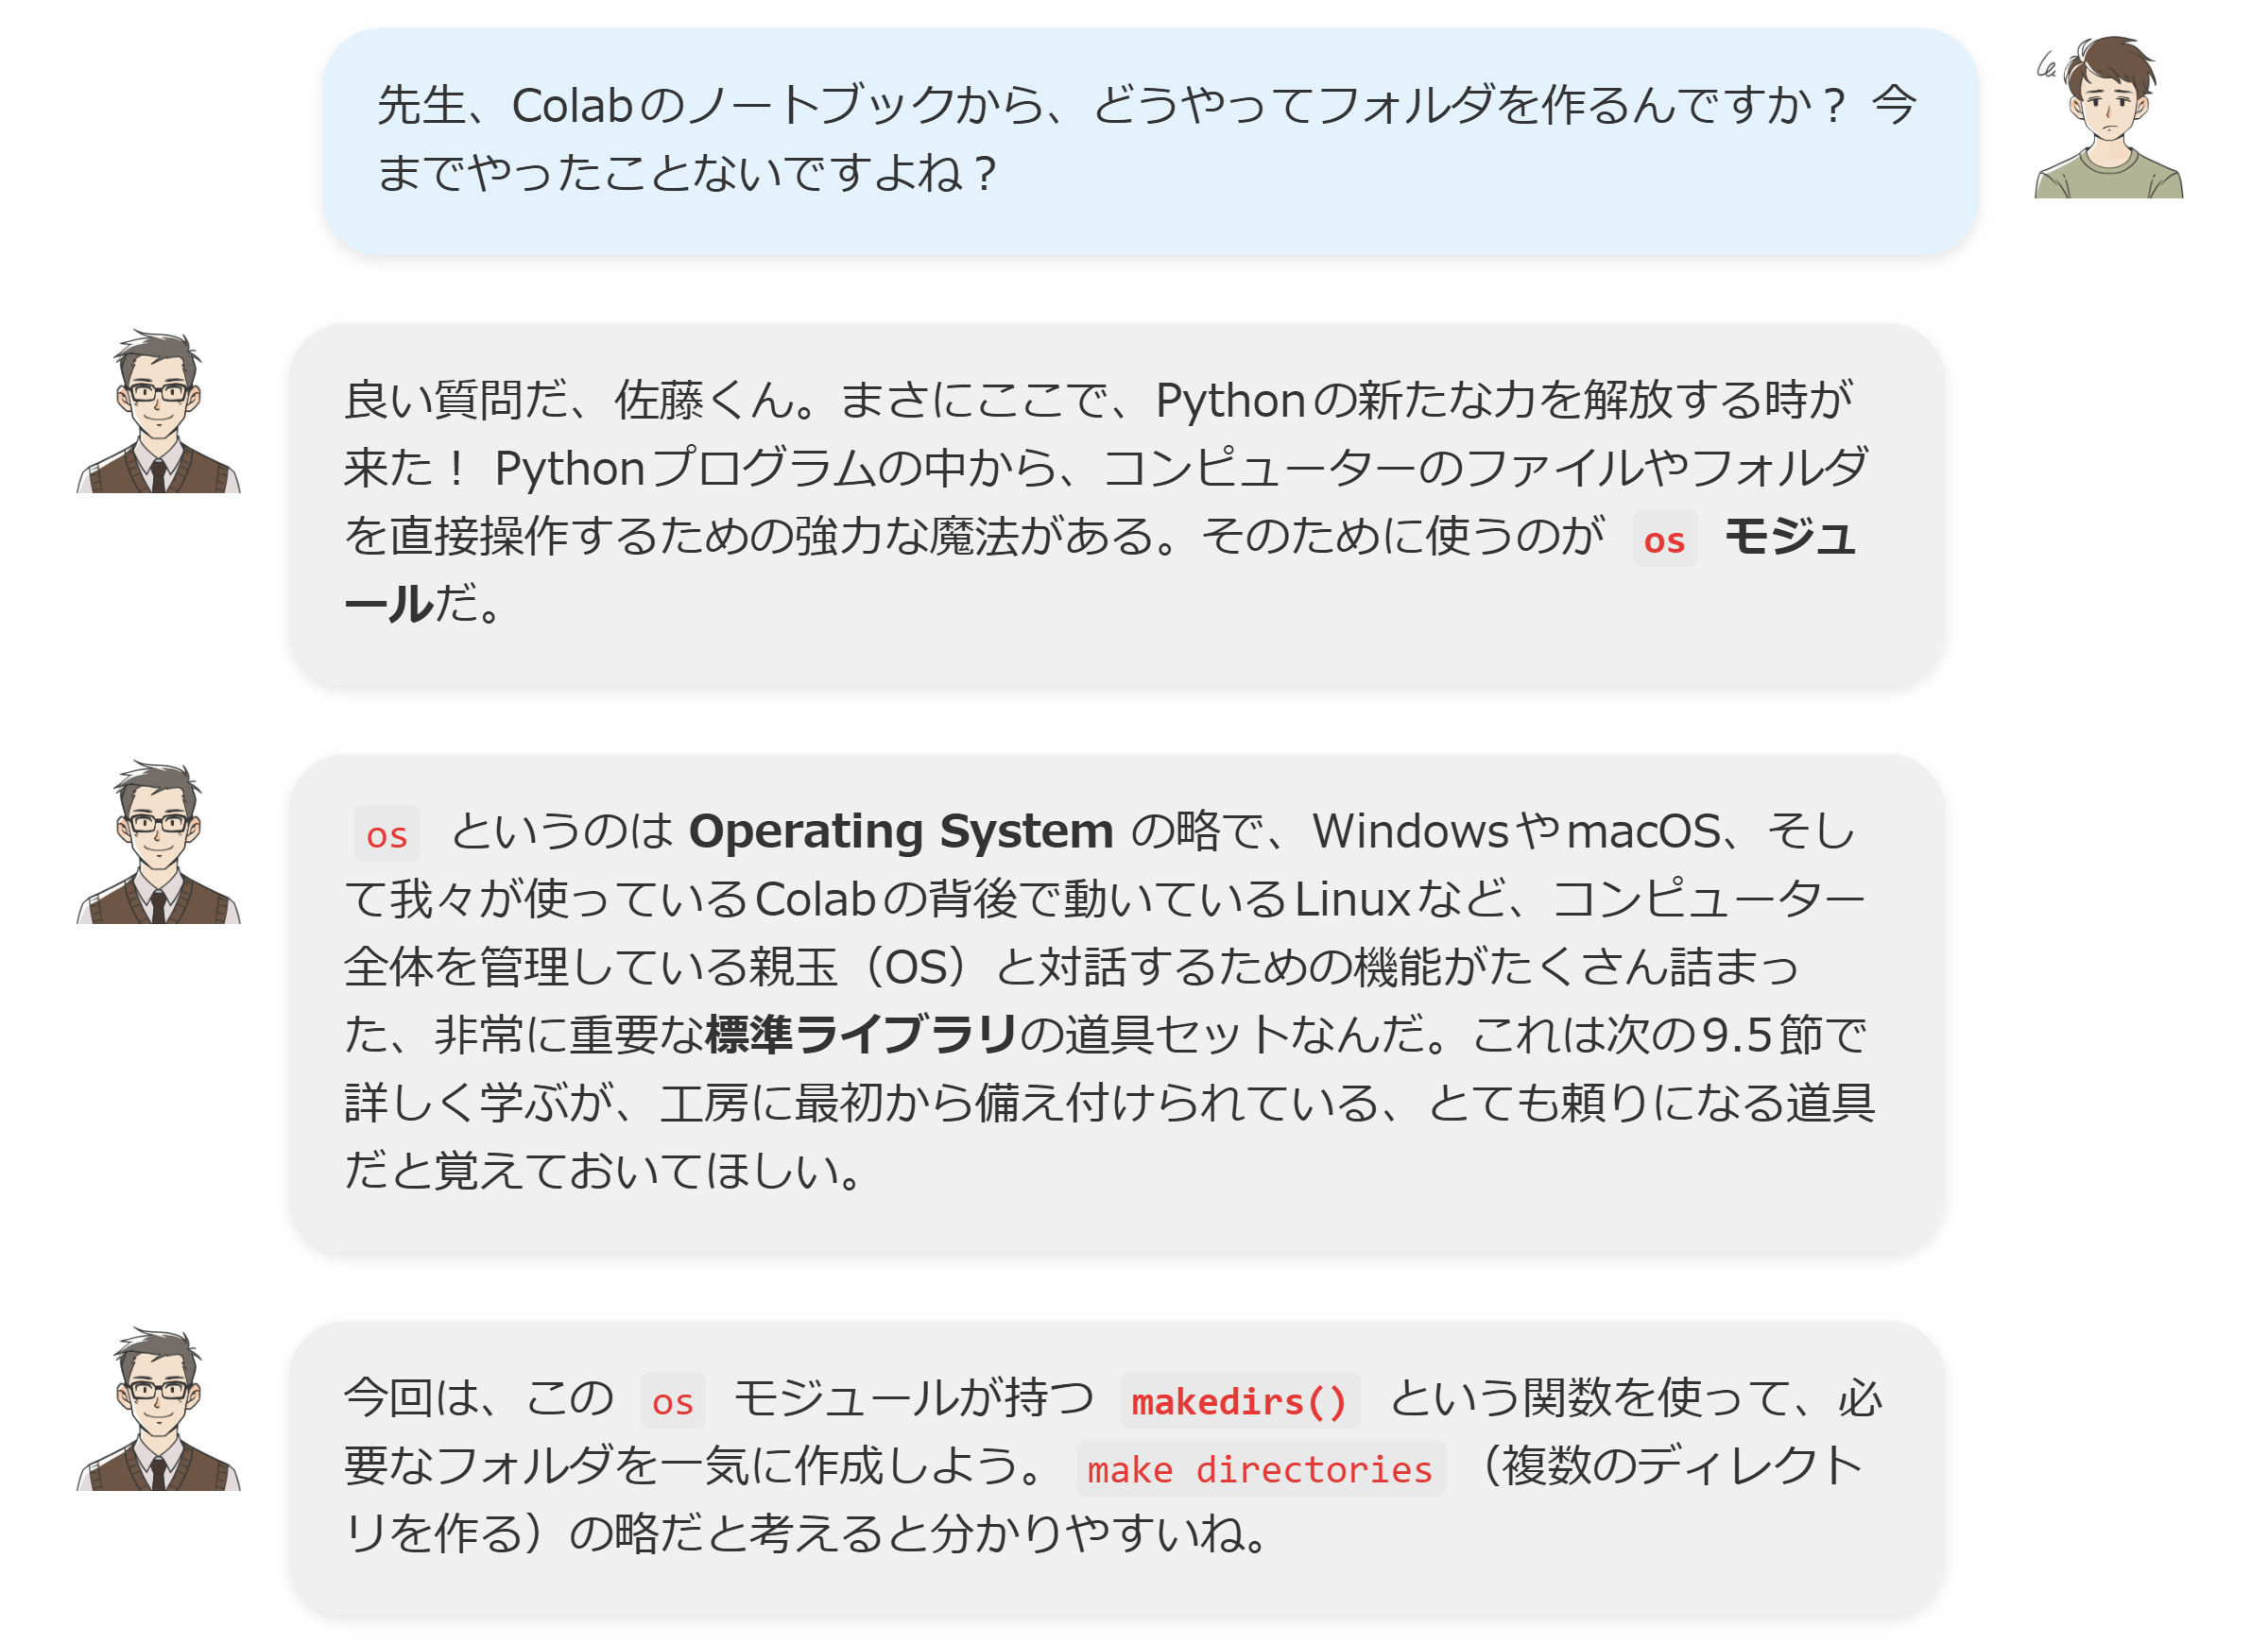 先生、Colabのノートブックから、どうやってフォルダを作るんですか？ 今
までやったことないですよね？
良い質問だ、佐藤くん。まさにここで、Pythonの新たな力を解放する時が
来た！ Pythonプログラムの中から、コンピューターのファイルやフォルダ
を直接操作するための強力な魔法がある。そのために使うのが os モジュ
ールだ。
os というのは Operating System の略で、WindowsやmacOS、そし
て我々が使っているColabの背後で動いているLinuxなど、コンピューター
全体を管理している親玉（OS）と対話するための機能がたくさん詰まっ
た、非常に重要な標準ライブラリの道具セットなんだ。これは次の9.5節で
詳しく学ぶが、工房に最初から備え付けられている、とても頼りになる道具
だと覚えておいてほしい。
今回は、この os モジュールが持つ makedirs() という関数を使って、必
要なフォルダを一気に作成しよう。 make directories （複数のディレクト
リを作る）の略だと考えると分かりやすいね。